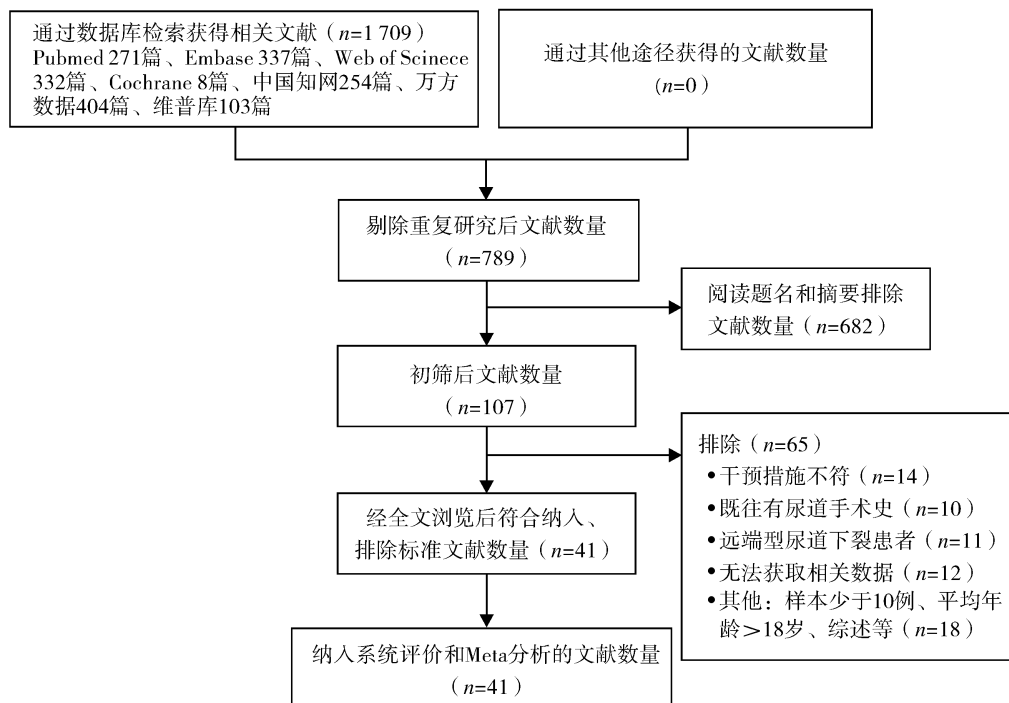 通过数据库检索获得相关文献（n=1 709）
Pubmed 271篇、Embase 337篇、Web of Scinece
332篇、Cochrane 8篇、中国知网254篇、万方
数据404篇、维普库103篇
通过其他途径获得的文献数量
（n=0）
剔除重复研究后文献数量
（n=789）
阅读题名和摘要排除
文献数量（n=682）
初筛后文献数量
（n=107）
排除（n=65）
•干预措施不符（n=14）
•既往有尿道手术史（n=10）
•远端型尿道下裂患者（n=11）
•无法获取相关数据（n=12）
•其他：样本少于10例、平均年
龄＞18岁、综述等（n=18）
经全文浏览后符合纳入、
排除标准文献数量（n=41）
纳入系统评价和Meta分析的文献数量
（n=41）